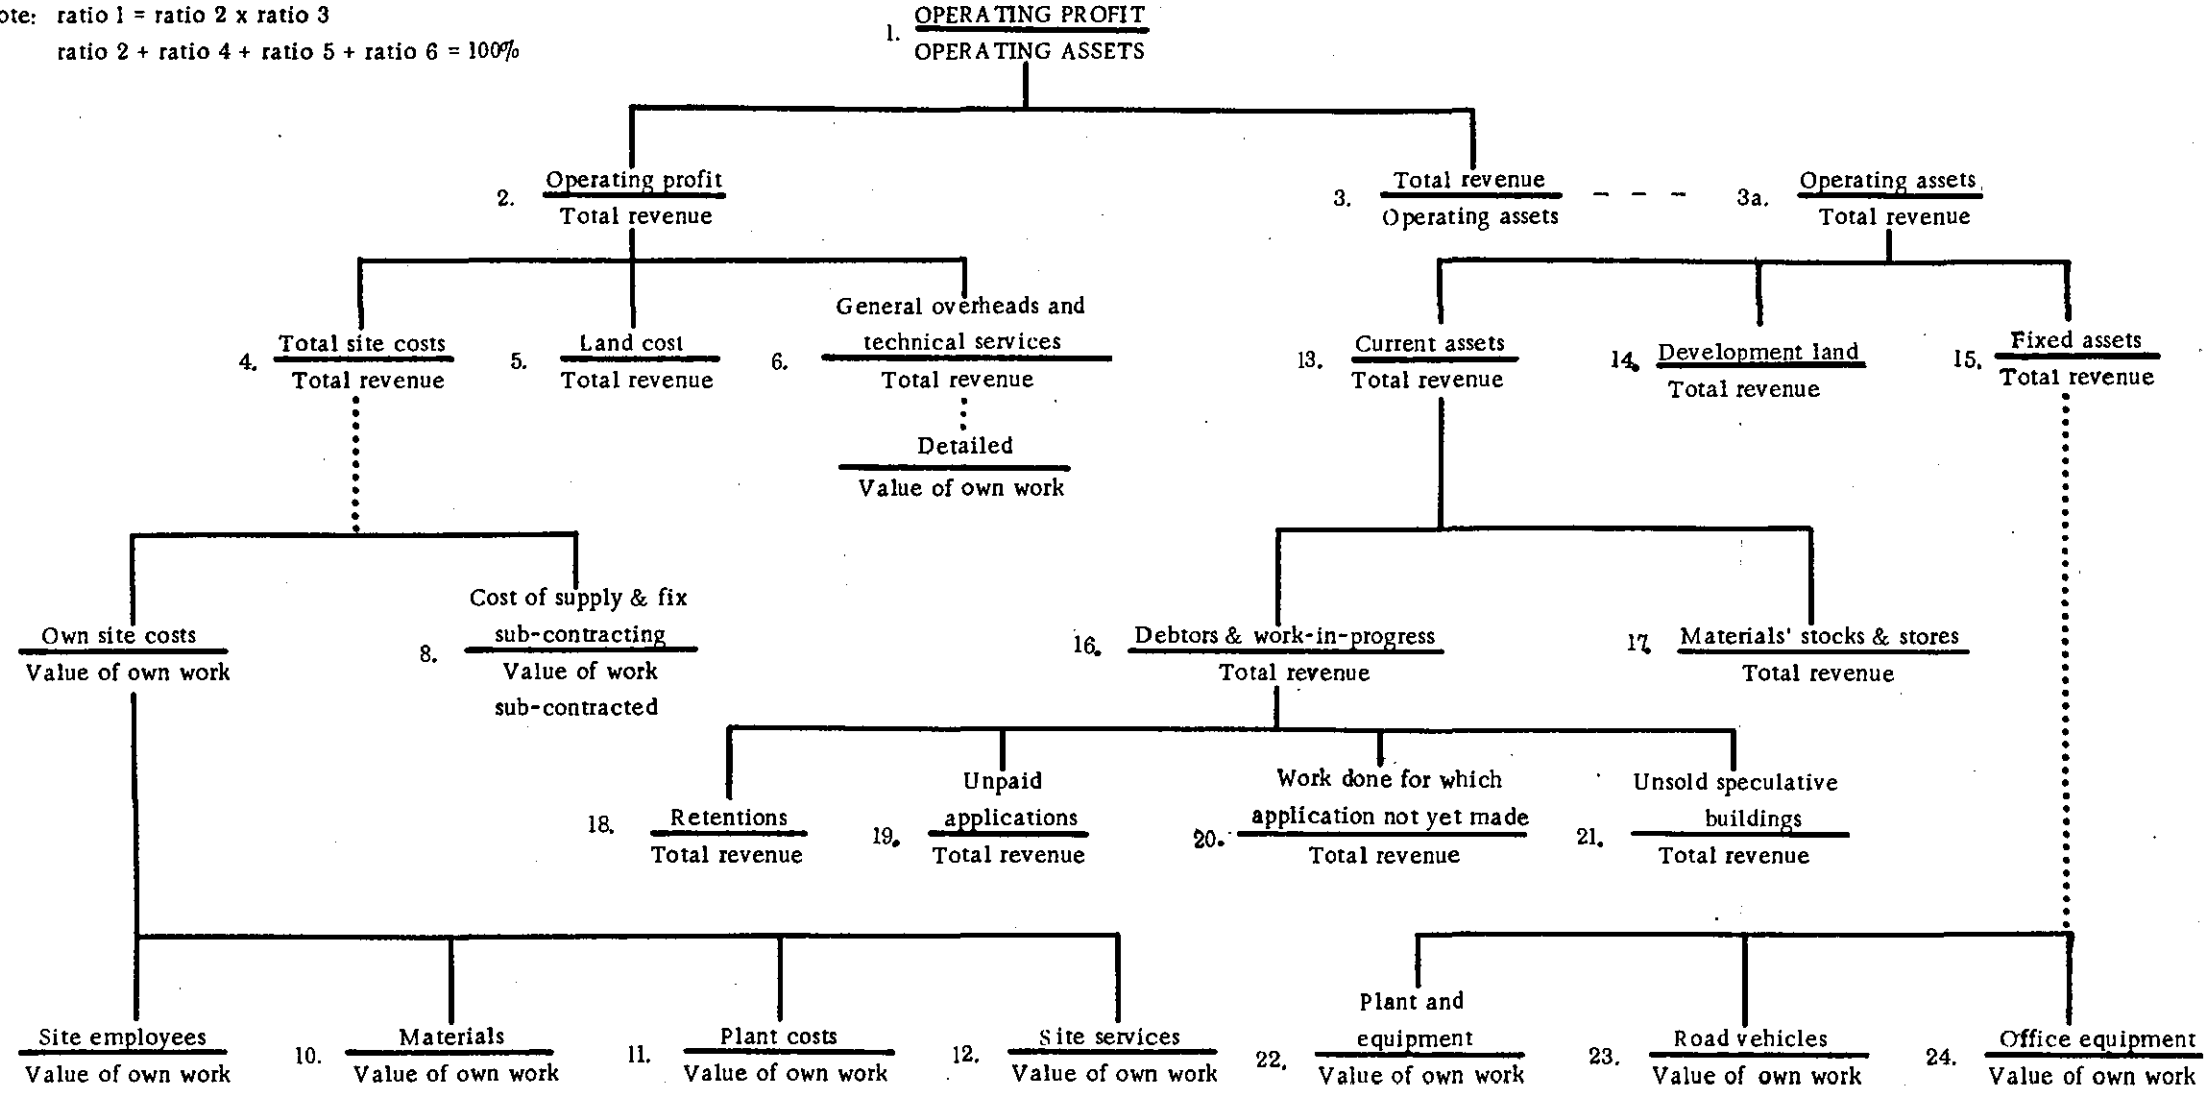 ote: ratio 1 = ratio 2 x ratio 3
ratio 2 + ratio 4 + ratio 5 + ratio 6 = 100%
1. OPERATING PROFIT
OPERATING ASSETS
2. Operating profit
Total revenue
3. Total revenue
Operating assets
3a. Operating assets
Total revenue
4. Total site costs
Total revenue
5. Land cost
Total revenue
General overheads and
6. technical services
Total revenue
Detailed
Value of own work
13. Current assets
Total revenue
14. Development land
Total revenue
15. Fixed assets
Total revenue
Own site costs
Value of own work
Cost of supply & fix
8. sub-contracting
Value of work
sub-contracted
16. Debtors & work-in-progress
Total revenue
17. Materials' stocks & stores
Total revenue
18. Retentions
Total revenue
Unpaid
19. applications
Total revenue
Work done for which
20. application not yet made
Total revenue
Unsold speculative
21. buildings
Total revenue
Site employees
Value of own work
10. Materials
Value of own work
11. Plant costs
Value of own work
12. Site services
Value of own work
Plant and
22. equipment
Value of own work
23. Road vehicles
Value of own work
24. Office equipment
Value of own work